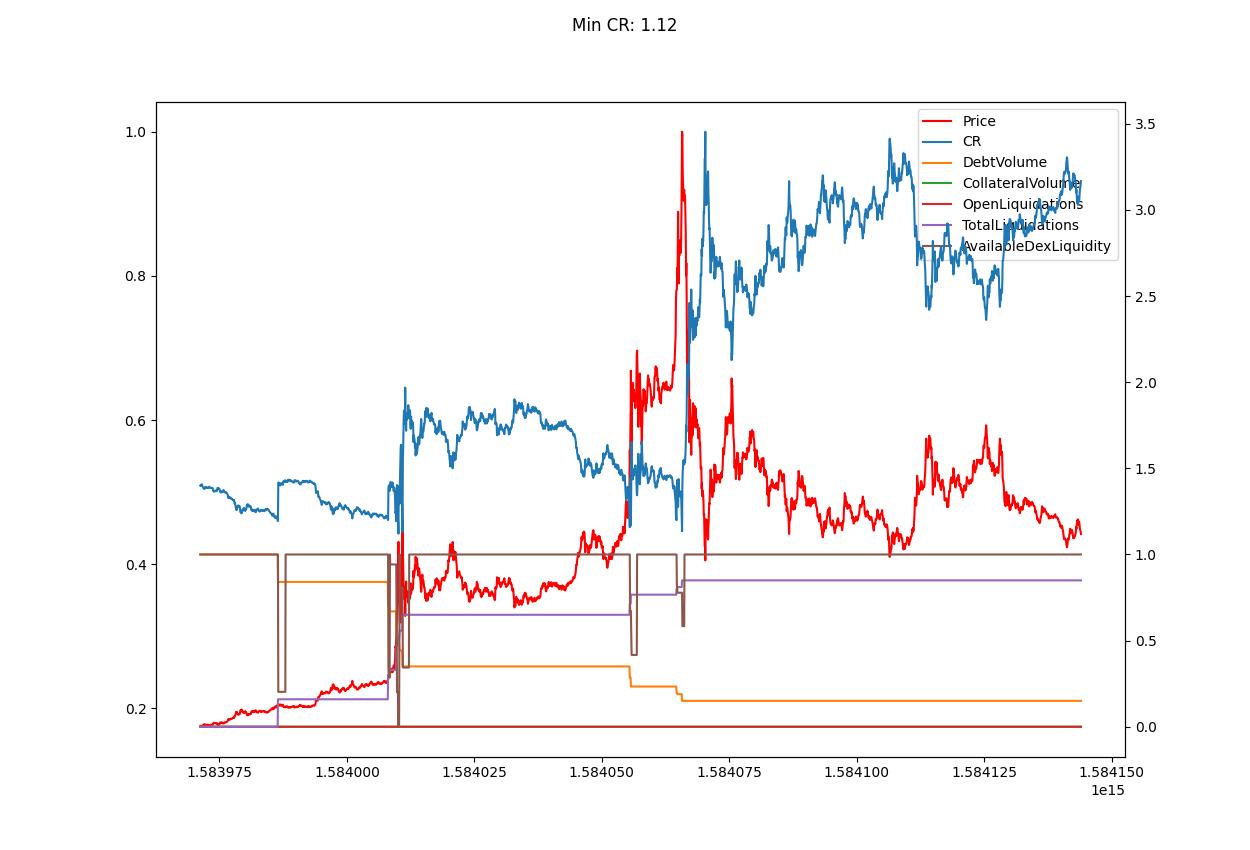 Min CR: 1.12
1.0
0.8
0.6
0.4
0.2
3.5
3.0
2.5
2.0
1.5
1.0
0.5
0.0
Price
CR
DebtVolume
CollateralVolume
OpenLiquidations
TotalLiquidations
AvailableDexLiquidity
1.583975 1.584000 1.584025 1.584050 1.584075 1.584100 1.584125 1.584150
1e15